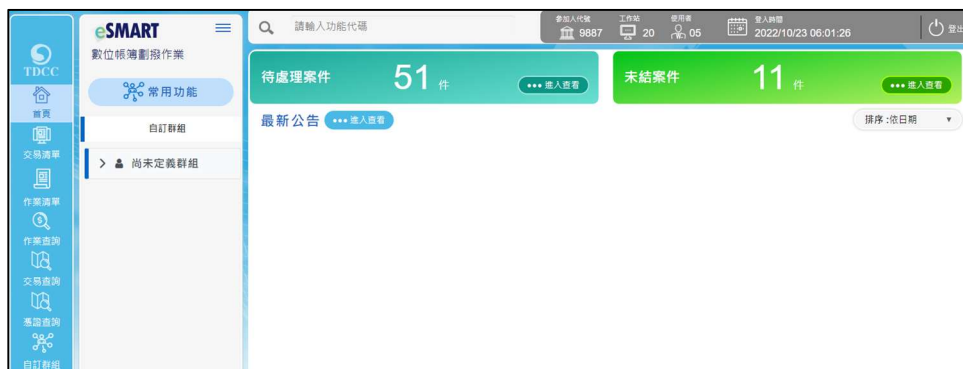 TDCC
首頁
交易清單
作業清單
作業查詢
交易查詢
憑證查詢
自訂群組
eSMART
數位帳簿劃撥作業
常用功能
自訂群組
尚未定義群組
請輸入功能代碼
參加人代號
9887
工作站
20
使用者
05
登入時間
2022/10/23 06:01:26
登出
待處理案件 51 件 •••進入查看
未結案件 11 件 •••進入查看
最新公告 •••進入查看
排序:依日期